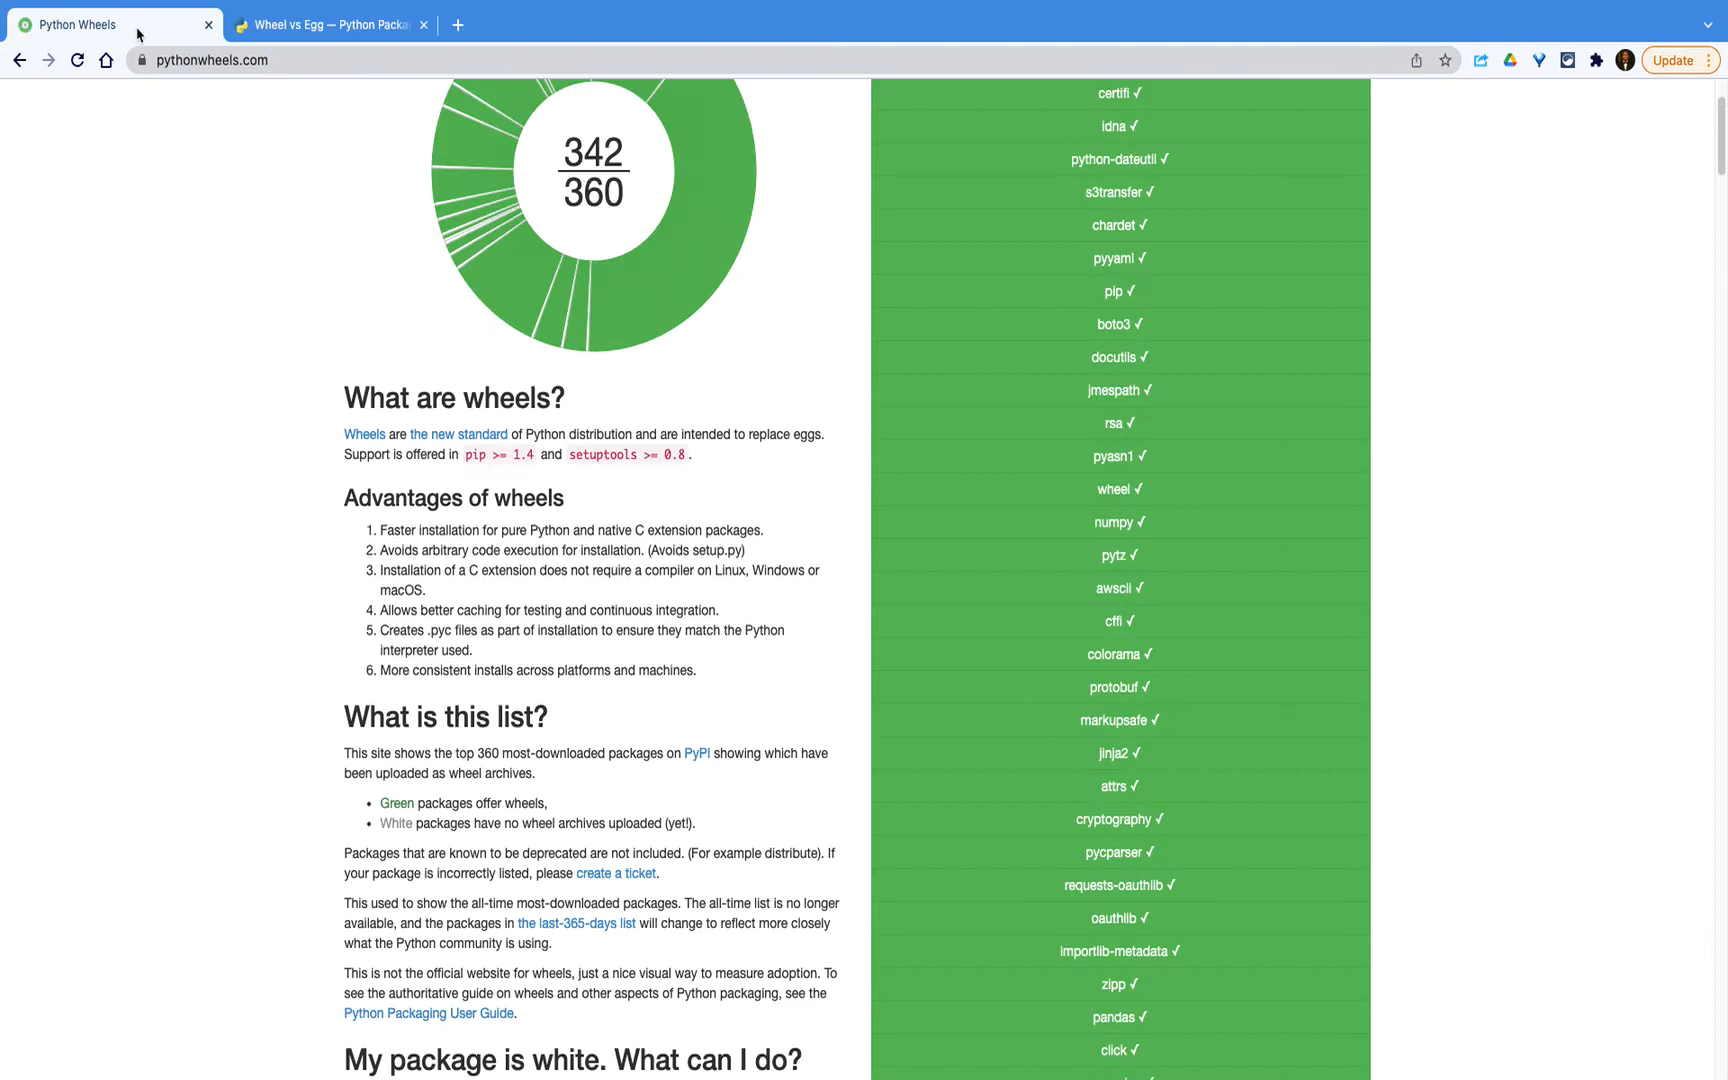 Python Wheels
Wheel vs Egg — Python Packa
pythonwheels.com
Update
342
360
What are wheels?
Wheels are the new standard of Python distribution and are intended to replace eggs.
Support is offered in pip >= 1.4 and setuptools >= 0.8.
Advantages of wheels
1. Faster installation for pure Python and native C extension packages.
2. Avoids arbitrary code execution for installation. (Avoids setup.py)
3. Installation of a C extension does not require a compiler on Linux, Windows or
macOS.
4. Allows better caching for testing and continuous integration.
5. Creates .pyc files as part of installation to ensure they match the Python
interpreter used.
6. More consistent installs across platforms and machines.
What is this list?
This site shows the top 360 most-downloaded packages on PyPI showing which have
been uploaded as wheel archives.
• Green packages offer wheels,
• White packages have no wheel archives uploaded (yet!).
Packages that are known to be deprecated are not included. (For example distribute). If
your package is incorrectly listed, please create a ticket.
This used to show the all-time most-downloaded packages. The all-time list is no longer
available, and the packages in the last-365-days list will change to reflect more closely
what the Python community is using.
This is not the official website for wheels, just a nice visual way to measure adoption. To
see the authoritative guide on wheels and other aspects of Python packaging, see the
Python Packaging User Guide.
My package is white. What can I do?
certifi ✓
idna ✓
python-dateutil ✓
s3transfer ✓
chardet ✓
pyyaml ✓
pip ✓
boto3 ✓
docutils ✓
jmespath ✓
rsa ✓
pyasn1 ✓
wheel ✓
numpy ✓
pytz ✓
awscli ✓
cffi ✓
colorama ✓
protobuf ✓
markupsafe ✓
jinja2 ✓
attrs ✓
cryptography ✓
pycparser ✓
requests-oauthlib ✓
oauthlib ✓
importlib-metadata ✓
zipp ✓
pandas ✓
click ✓